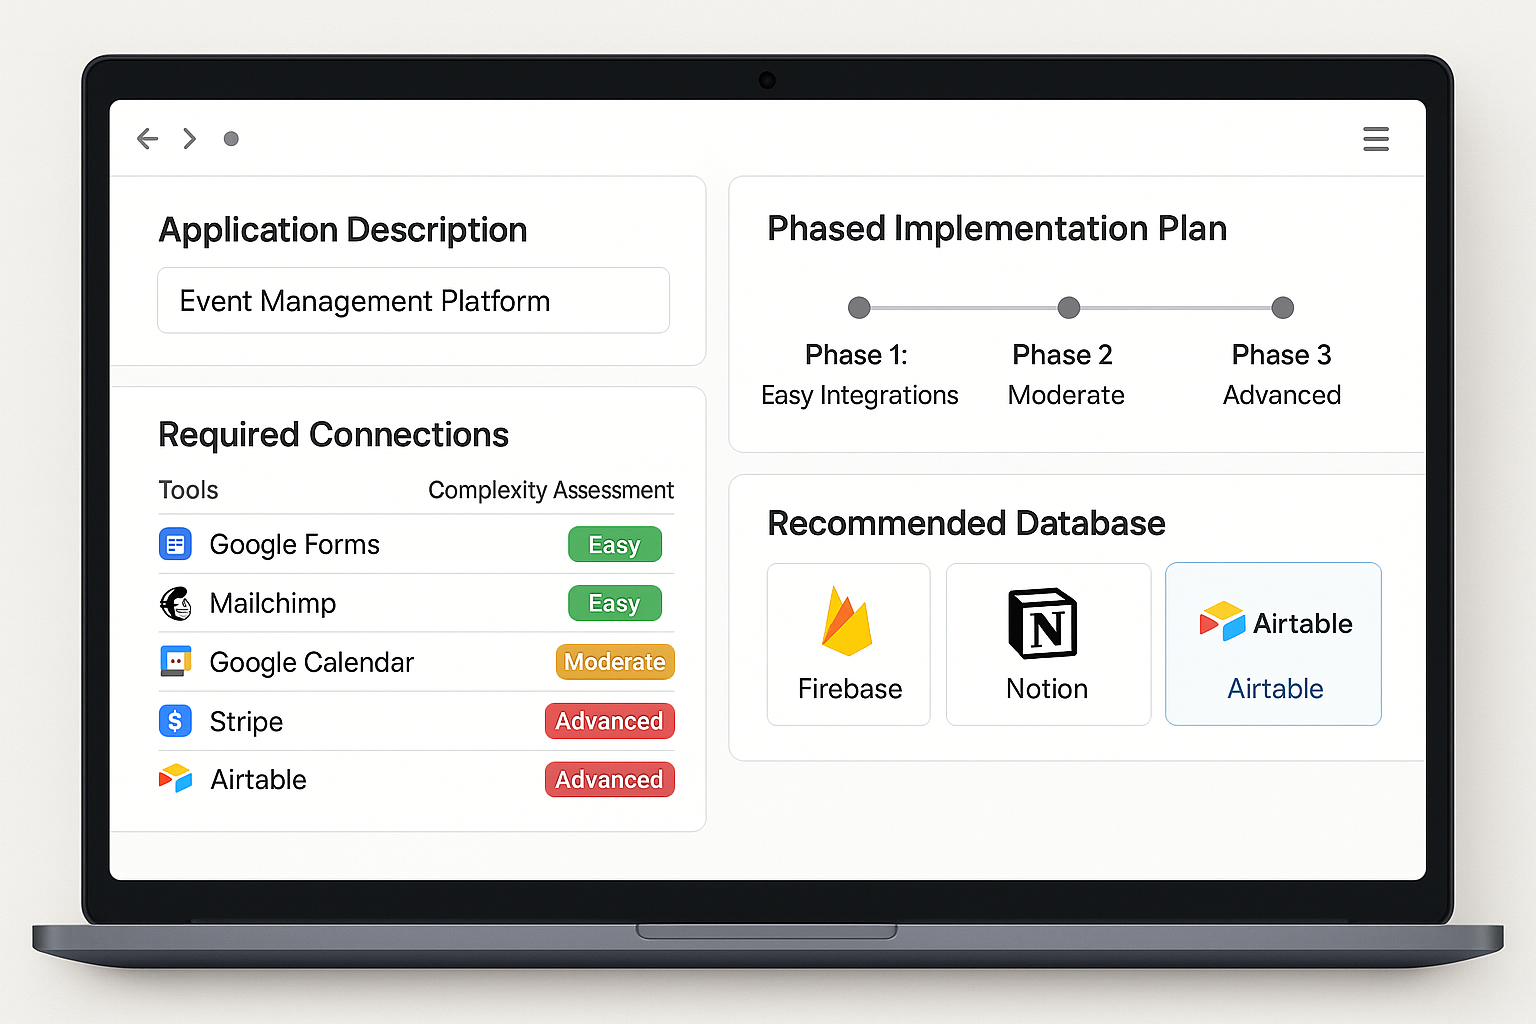 Application Description
Event Management Platform
Required Connections
Tools Complexity Assessment
Google Forms Easy
Mailchimp Easy
Google Calendar Moderate
$ Stripe Advanced
Airtable Advanced
Phased Implementation Plan
Phase 1: Phase 2 Phase 3
Easy Integrations Moderate Advanced
Recommended Database
N Airtable
Firebase Notion Airtable